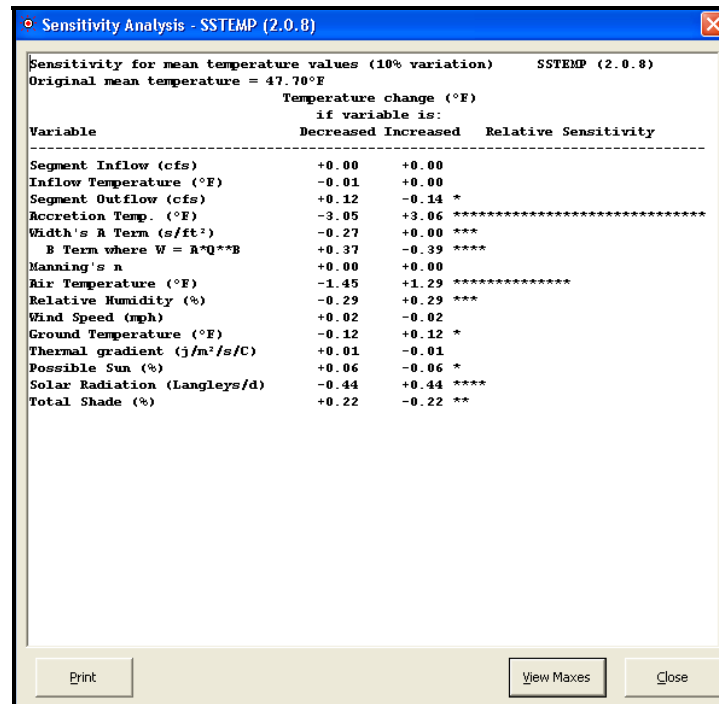 Sensitivity Analysis - SSTEMP (2.0.8)
Sensitivity for mean temperature values (10% variation) SSTEMP (2.0.8)
Original mean temperature = 47.70°F
Temperature change (°F)
if variable is:
Variable Decreased Increased Relative Sensitivity
--------------------------------------------------------------------------------
Segment Inflow (cfs) +0.00 +0.00
Inflow Temperature (°F) -0.01 +0.00
Segment Outflow (cfs) +0.12 -0.14 *
Accretion Temp. (°F) -3.05 +3.06 ******************************
Width's A Term (s/ft²) -0.27 +0.00 ***
B Term where W = A*Q**B +0.37 -0.39 ****
Manning's n +0.00 +0.00
Air Temperature (°F) -1.45 +1.29 **************
Relative Humidity (%) -0.29 +0.29 ***
Wind Speed (mph) +0.02 -0.02
Ground Temperature (°F) -0.12 +0.12 *
Thermal gradient (j/m²/s/C) +0.01 -0.01
Possible Sun (%) +0.06 -0.06 *
Solar Radiation (Langleys/d) -0.44 +0.44 ****
Total Shade (%) +0.22 -0.22 **
Print View Maxes Close